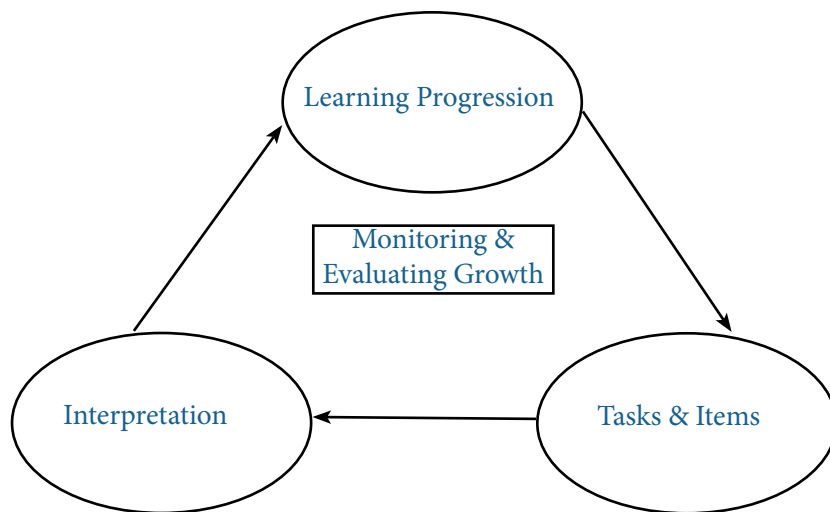 Learning Progression
Monitoring &
Evaluating Growth
Interpretation
Tasks & Items